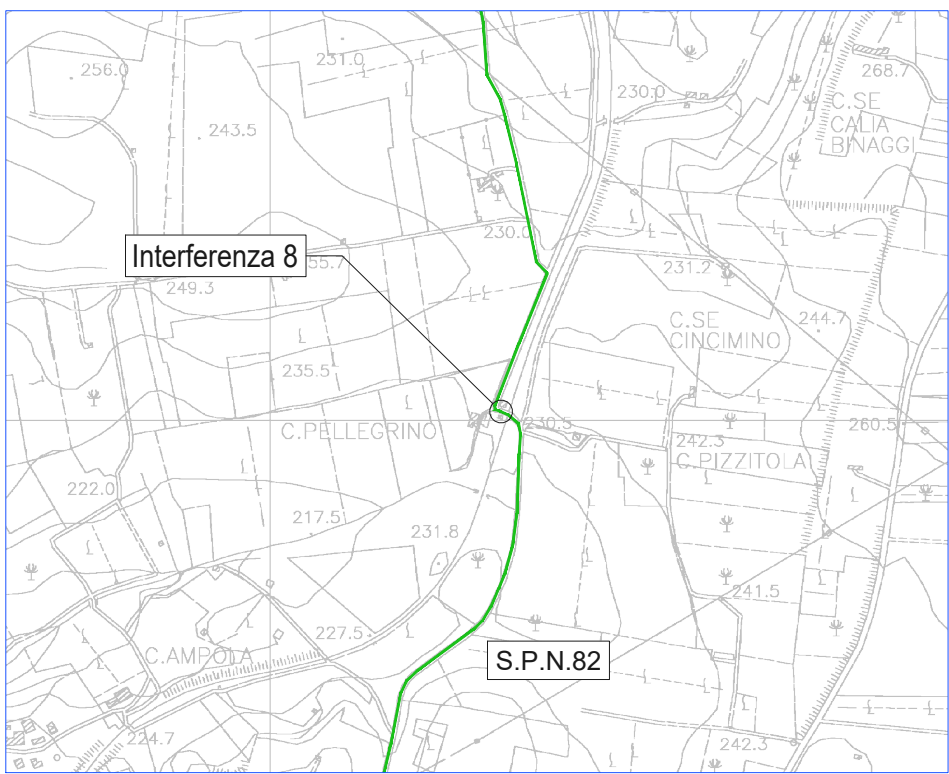 256.0
231.0
230.0
268.7
C.SE
CALIA
BINAGGI
243.5
230.0
Interferenza 8
55.7
249.3
231.2
C.SE
CINCIMINO
244.7
235.5
C.PELLEGRINO
230.5
242.3
260.5
C.PIZZITOLA
222.0
217.5
231.8
241.5
227.5
C.AMPOLA
S.P.N.82
224.7
242.3